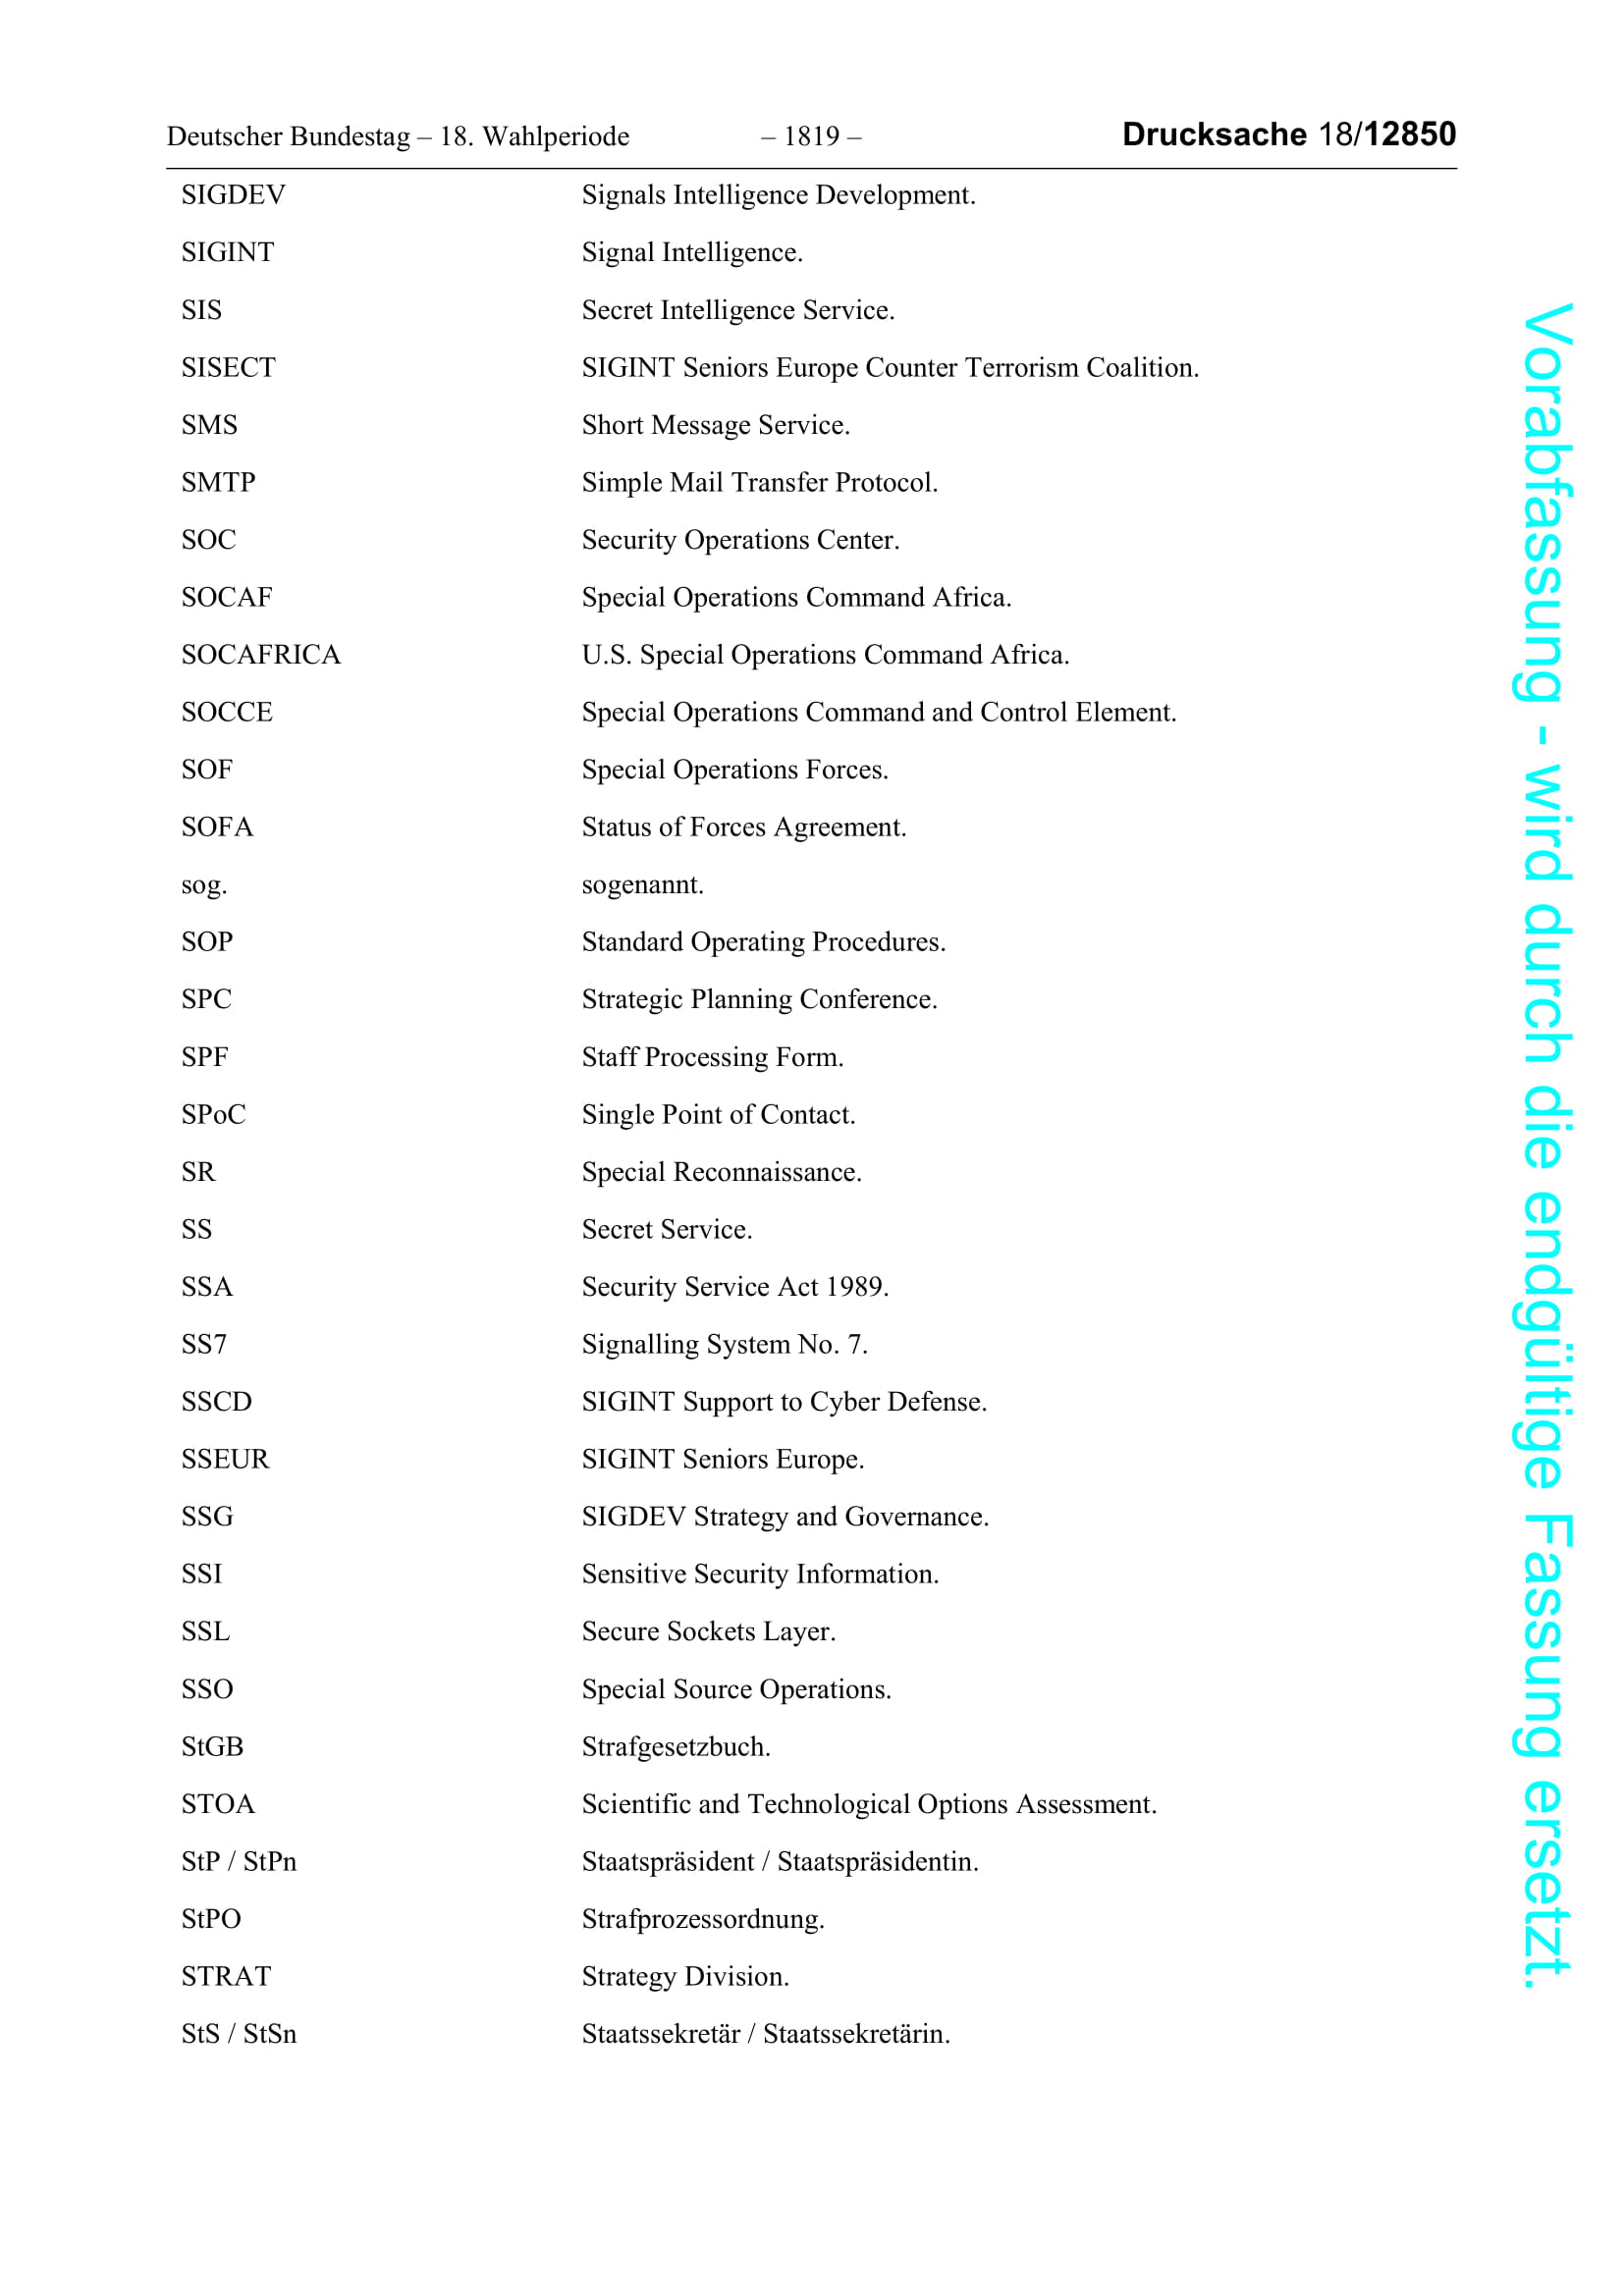 Deutscher Bundestag – 18. Wahlperiode – 1819 – Drucksache 18/12850
SIGDEV Signals Intelligence Development.
SIGINT Signal Intelligence.
SIS Secret Intelligence Service.
SISECT SIGINT Seniors Europe Counter Terrorism Coalition.
SMS Short Message Service.
SMTP Simple Mail Transfer Protocol.
SOC Security Operations Center.
SOCAF Special Operations Command Africa.
SOCAFRICA U.S. Special Operations Command Africa.
SOCCE Special Operations Command and Control Element.
SOF Special Operations Forces.
SOFA Status of Forces Agreement.
sog. sogenannt.
SOP Standard Operating Procedures.
SPC Strategic Planning Conference.
SPF Staff Processing Form.
SPoC Single Point of Contact.
SR Special Reconnaissance.
SS Secret Service.
SSA Security Service Act 1989.
SS7 Signalling System No. 7.
SSCD SIGINT Support to Cyber Defense.
SSEUR SIGINT Seniors Europe.
SSG SIGDEV Strategy and Governance.
SSI Sensitive Security Information.
SSL Secure Sockets Layer.
SSO Special Source Operations.
StGB Strafgesetzbuch.
STOA Scientific and Technological Options Assessment.
StP / StPn Staatspräsident / Staatspräsidentin.
StPO Strafprozessordnung.
STRAT Strategy Division.
StS / StSn Staatssekretär / Staatssekretärin.
Vorabfassung - wird durch die endgültige Fassung ersetzt.